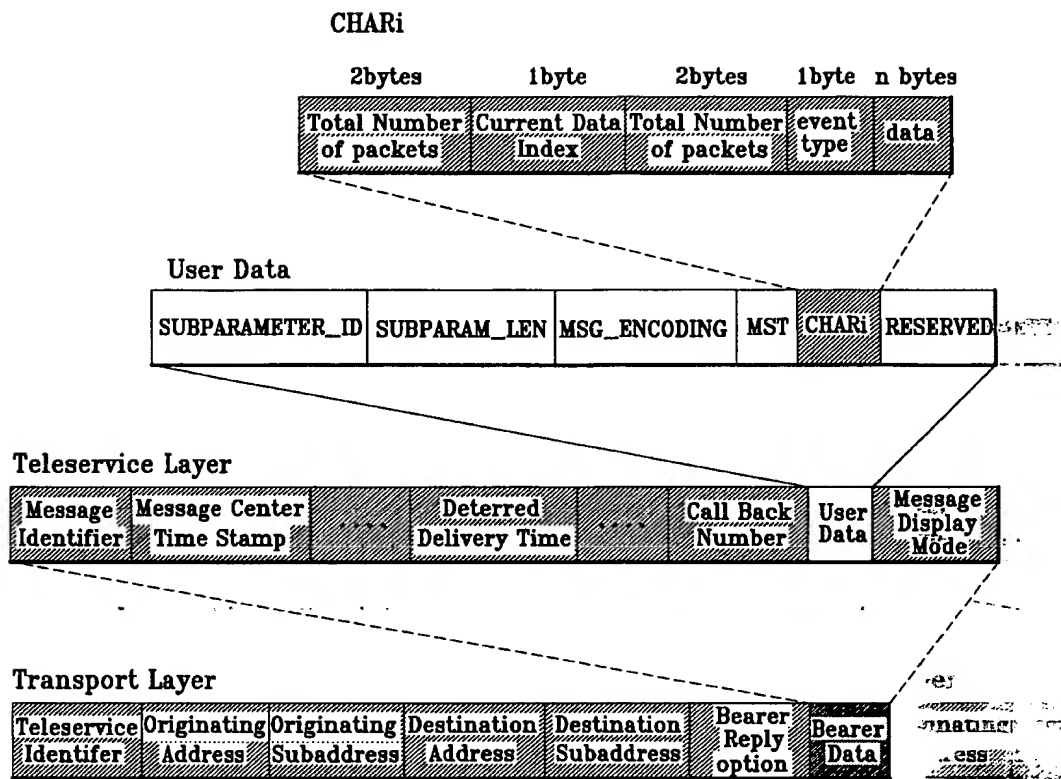 CHARi
2bytes 1byte 2bytes 1byte n bytes
Total Number of packets Current Data Index Total Number of packets event type data
User Data
SUBPARAMETER_ID SUBPARAM_LEN MSG_ENCODING MST CHARi RESERVED
Teleservice Layer
Message Identifier Message Center Time Stamp .... Deterred Delivery Time .... Call Back Number User Data Message Display Mode
Transport Layer
Teleservice Identifer Originating Address Originating Subaddress Destination Address Destination Subaddress Bearer Reply option Bearer Data